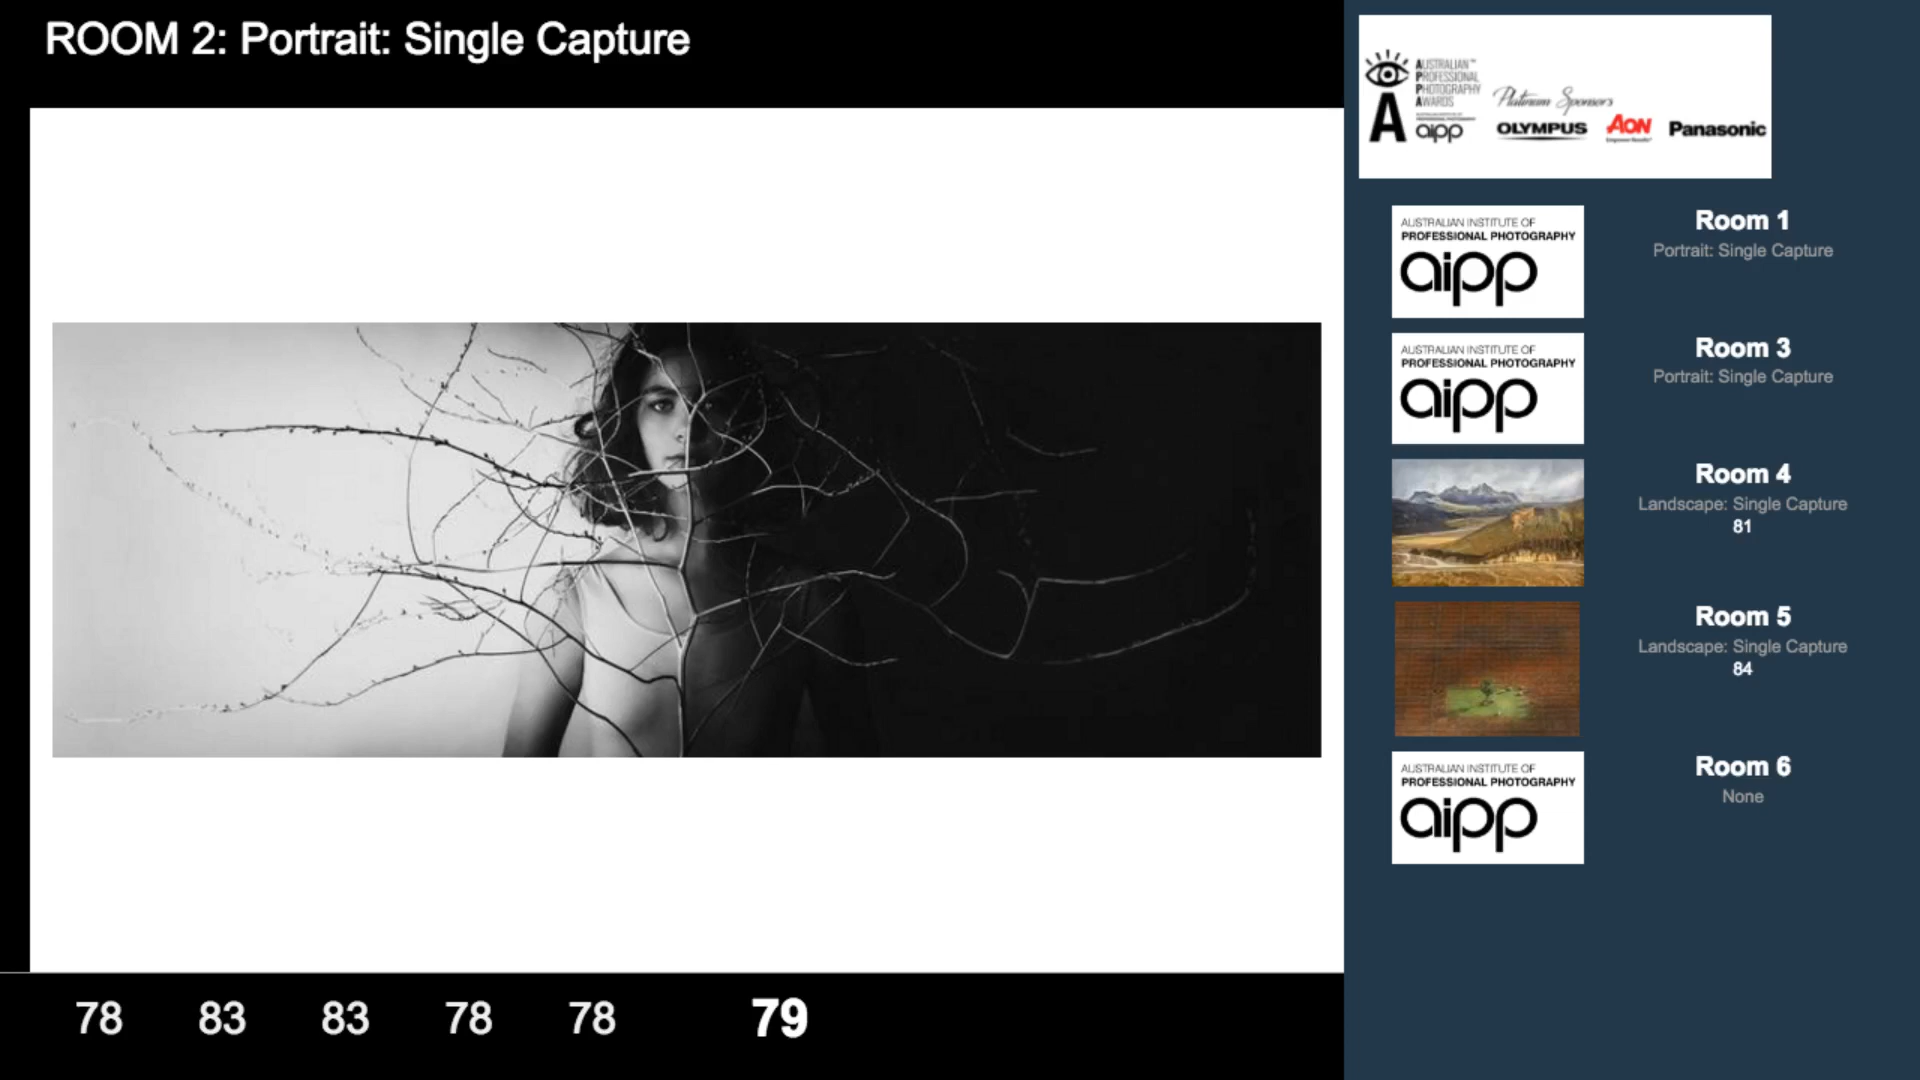 ROOM 2: Portrait: Single Capture
78 83 83 78 78 79
AUSTRALIAN™
PROFESSIONAL
PHOTOGRAPHY
AWARDS
A
aipp
Platinum Sponsors
OLYMPUS
AON
Empower Results®
Panasonic
AUSTRALIAN INSTITUTE OF
PROFESSIONAL PHOTOGRAPHY
aipp
Room 1
Portrait: Single Capture
AUSTRALIAN INSTITUTE OF
PROFESSIONAL PHOTOGRAPHY
aipp
Room 3
Portrait: Single Capture
Room 4
Landscape: Single Capture
81
Room 5
Landscape: Single Capture
84
AUSTRALIAN INSTITUTE OF
PROFESSIONAL PHOTOGRAPHY
aipp
Room 6
None